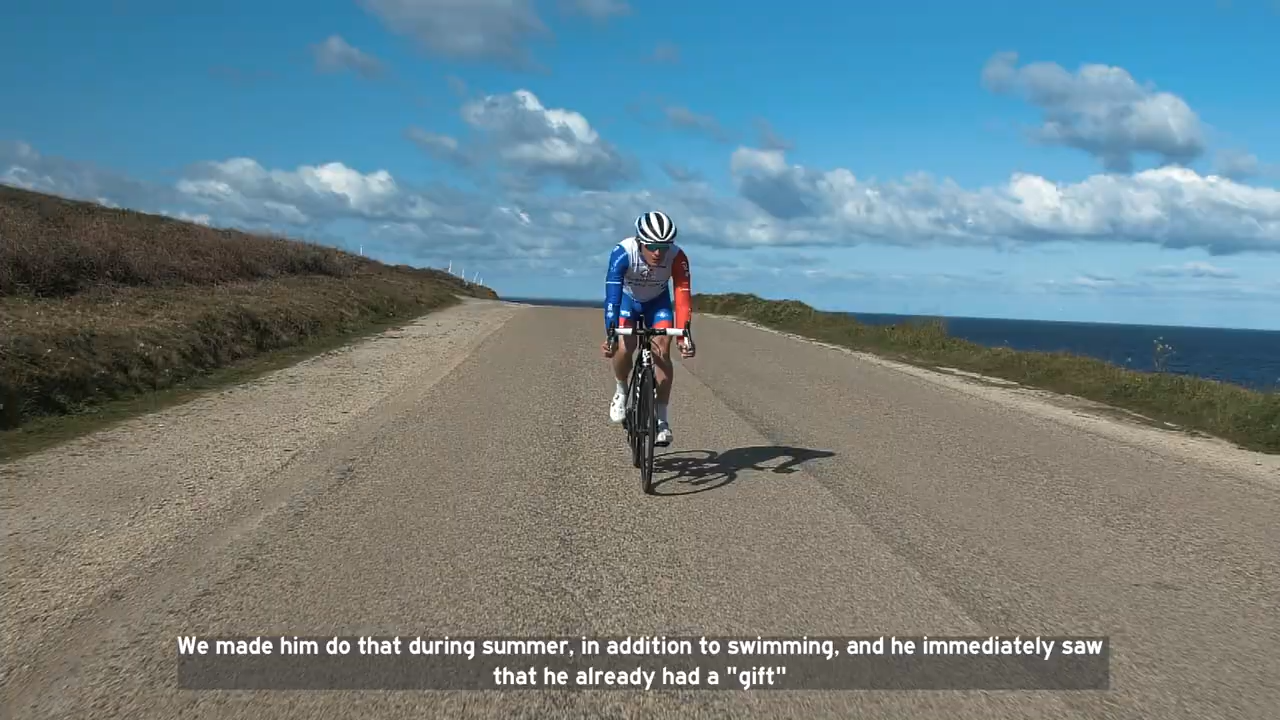 We made him do that during summer, in addition to swimming, and he immediately saw
that he already had a "gift"